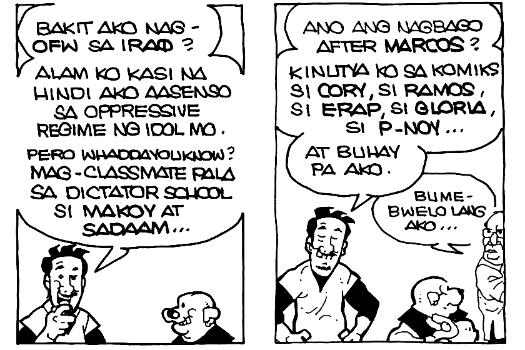 BAKIT AKO NAG-
OFW SA IRAQ?
ALAM KO KASI NA
HINDI AKO AASENSO
SA OPPRESSIVE
REGIME NG IDOL MO.
PERO WHADDAYOUKNOW?
MAG-CLASSMATE PALA
SA DICTATOR SCHOOL
SI MAKOY AT
SADAAM...
ANO ANG NAGBAGO
AFTER MARCOS?
KINUTYA KO SA KOMIKS
SI CORY, SI RAMOS,
SI ERAP, SI GLORIA,
SI P-NOY...
AT BUHAY
PA AKO.
BUME-
BWELO LANG
AKO...